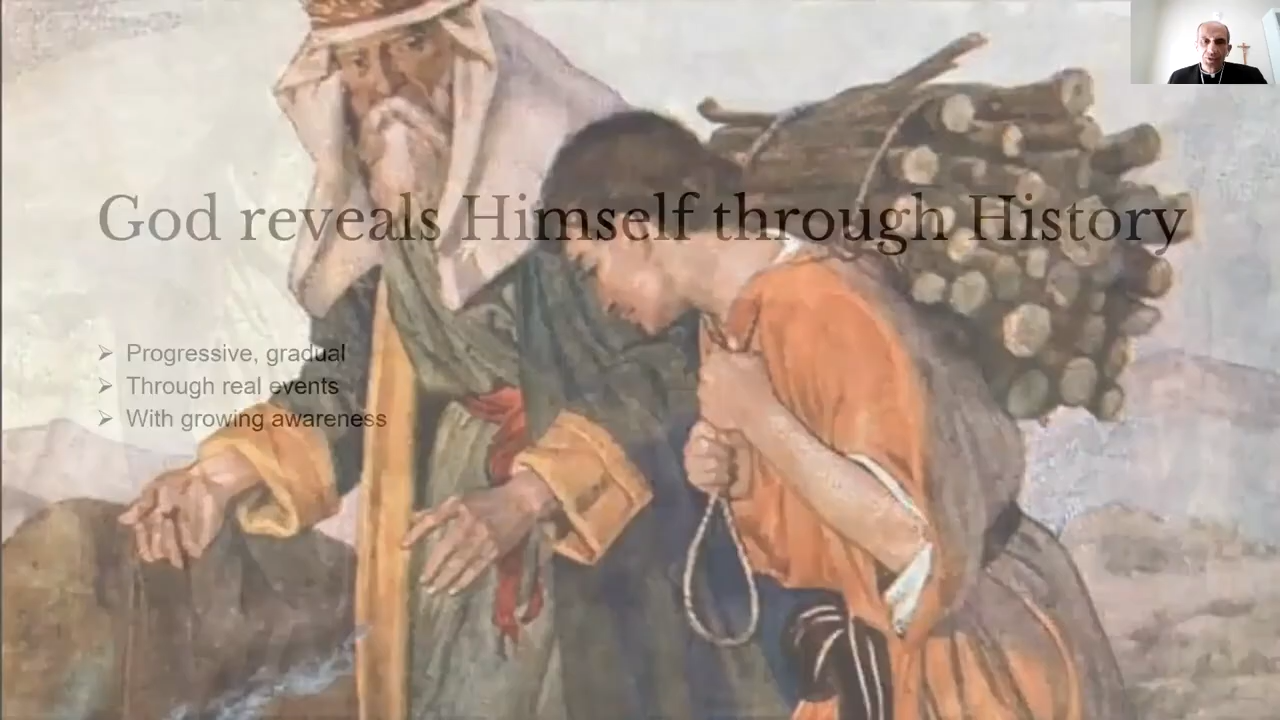 God reveals Himself through History
➢ Progressive, gradual
➢ Through real events
➢ With growing awareness